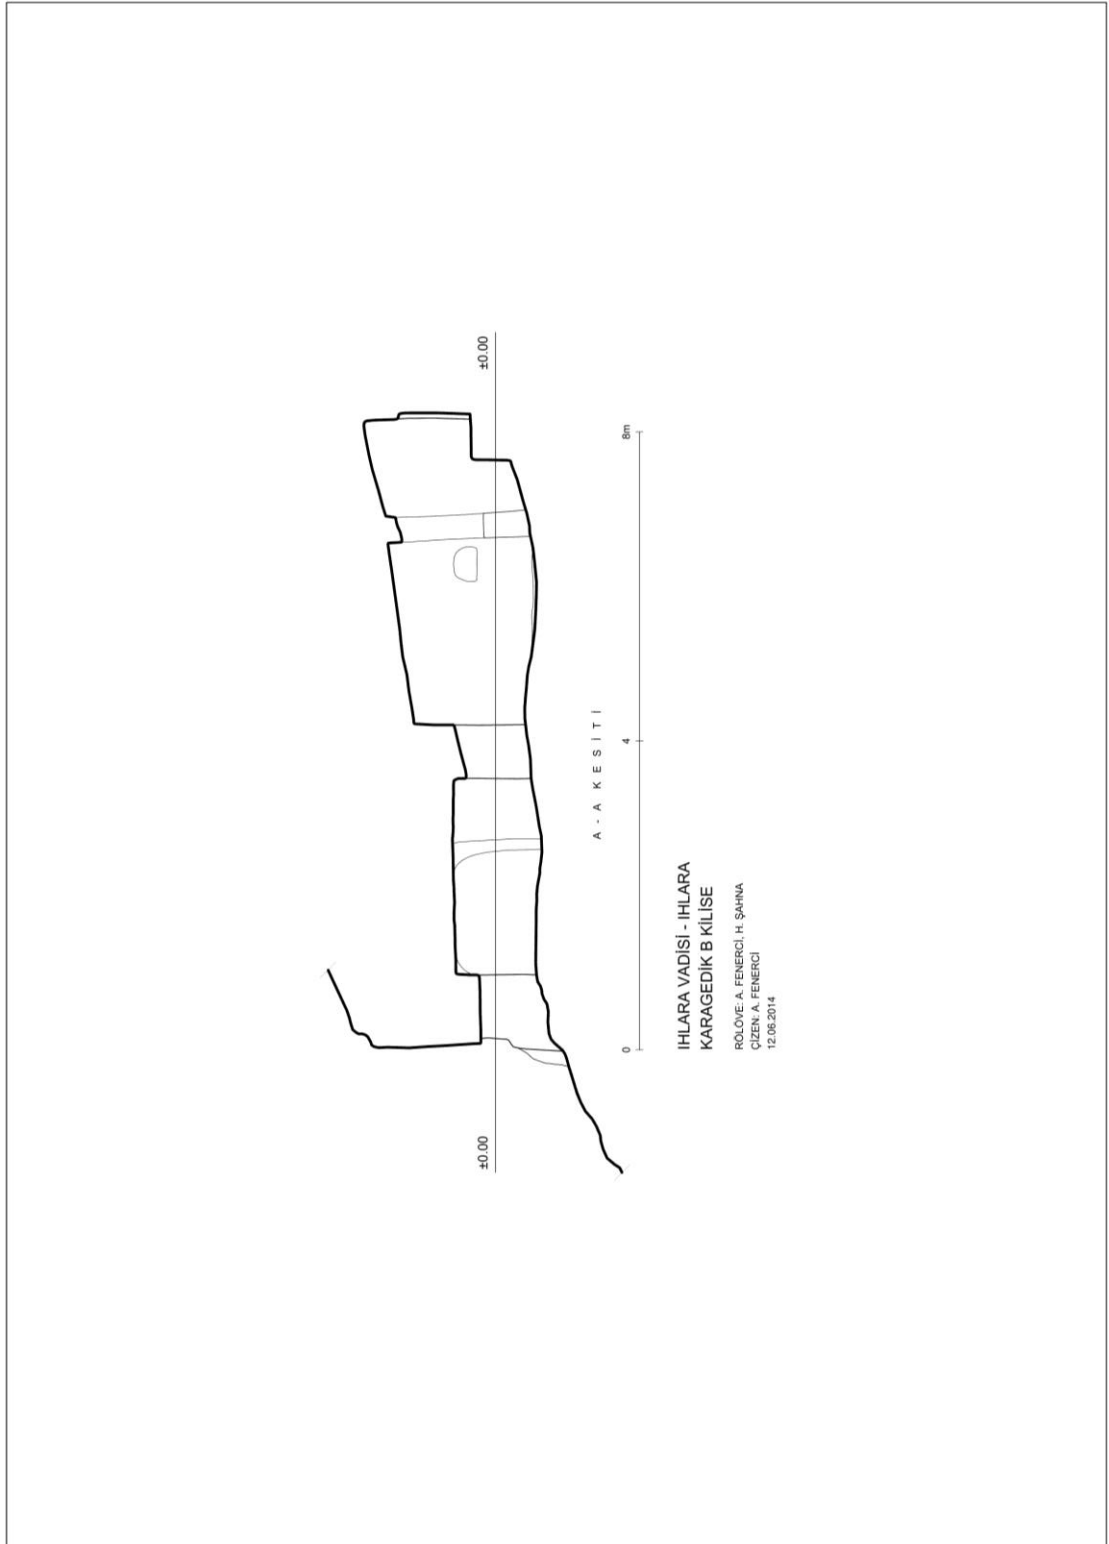 ±0.00
±0.00
A - A K E S İ T İ
0
4
8m
IHLARA VADİSİ - IHLARA
KARAGEDİK B KİLİSE
RÖLÖVE: A. FENERCİ, H. ŞAHNA
ÇİZEN: A. FENERCİ
12.06.2014